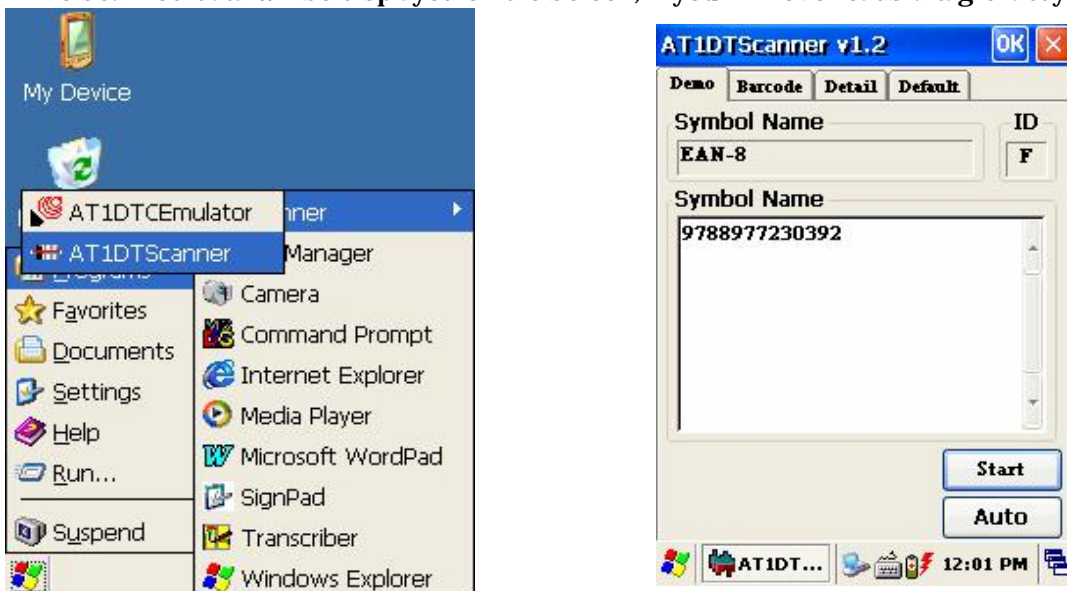 My Device
AT1DTCEmulator
AT1DTScanner
Manager
Camera
Command Prompt
Internet Explorer
Media Player
Microsoft WordPad
SignPad
Transcriber
Windows Explorer
Programs
Favorites
Documents
Settings
Help
Run...
Suspend
AT1DTScanner v1.2
OK
Demo Barcode Detail Default
Symbol Name ID
EAN-8 F
Symbol Name
9788977230392
Start
Auto
AT1DT... 12:01 PM